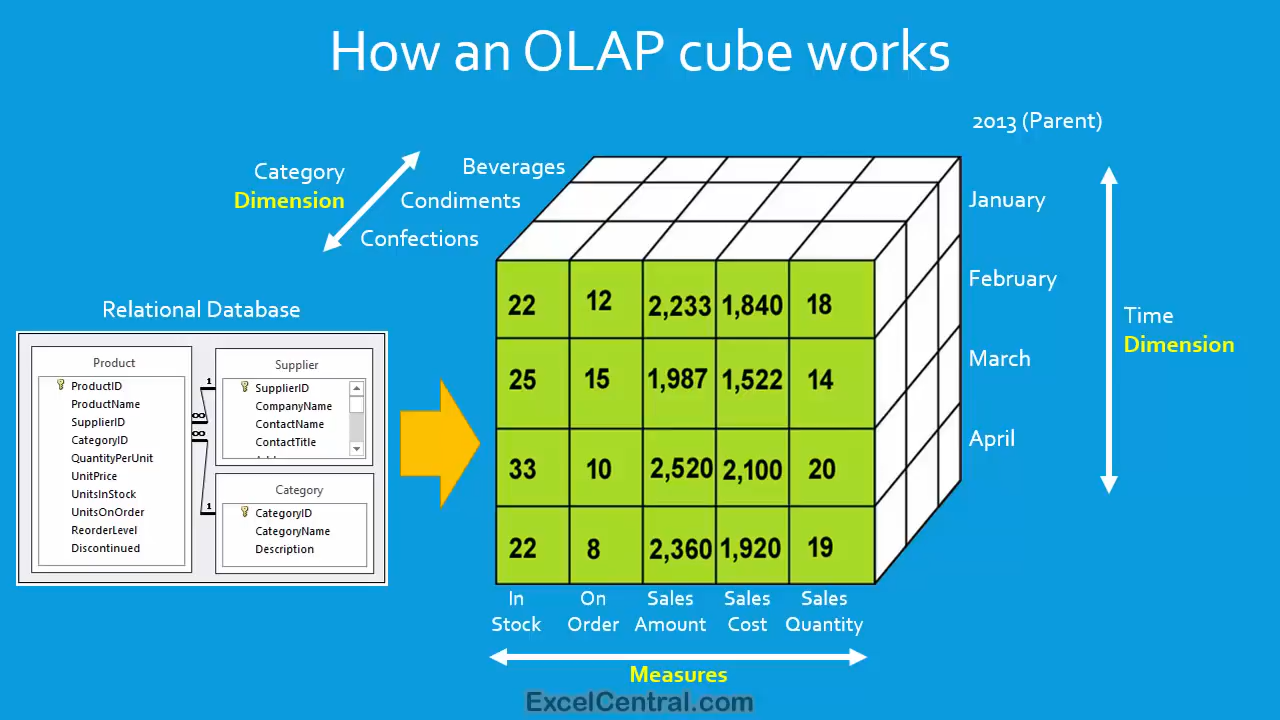 How an OLAP cube works
2013 (Parent)
Category
Dimension
Beverages
Condiments
Confections
January
February
March
April
Time
Dimension
Relational Database
Product
ProductID
ProductName
SupplierID
CategoryID
QuantityPerUnit
UnitPrice
UnitsInStock
UnitsOnOrder
ReorderLevel
Discontinued
1
∞
∞
1
Supplier
SupplierID
CompanyName
ContactName
ContactTitle
Category
CategoryID
CategoryName
Description
22 12 2,233 1,840 18
25 15 1,987 1,522 14
33 10 2,520 2,100 20
22 8 2,360 1,920 19
In Stock
On Order
Sales Amount
Sales Cost
Sales Quantity
Measures
ExcelCentral.com